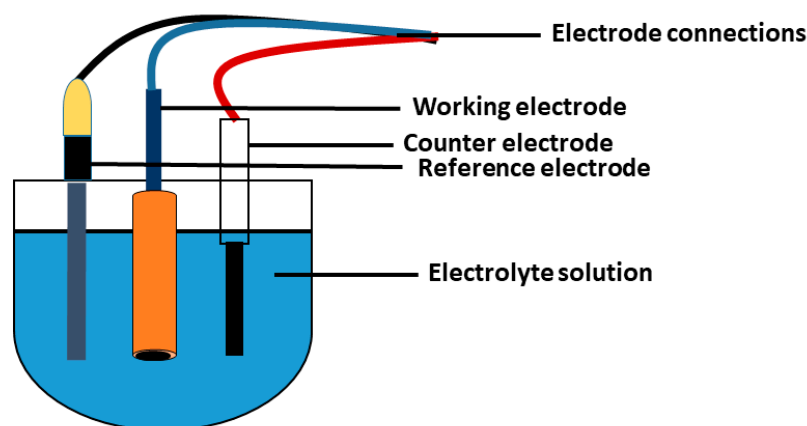 Electrode connections
Working electrode
Counter electrode
Reference electrode
Electrolyte solution